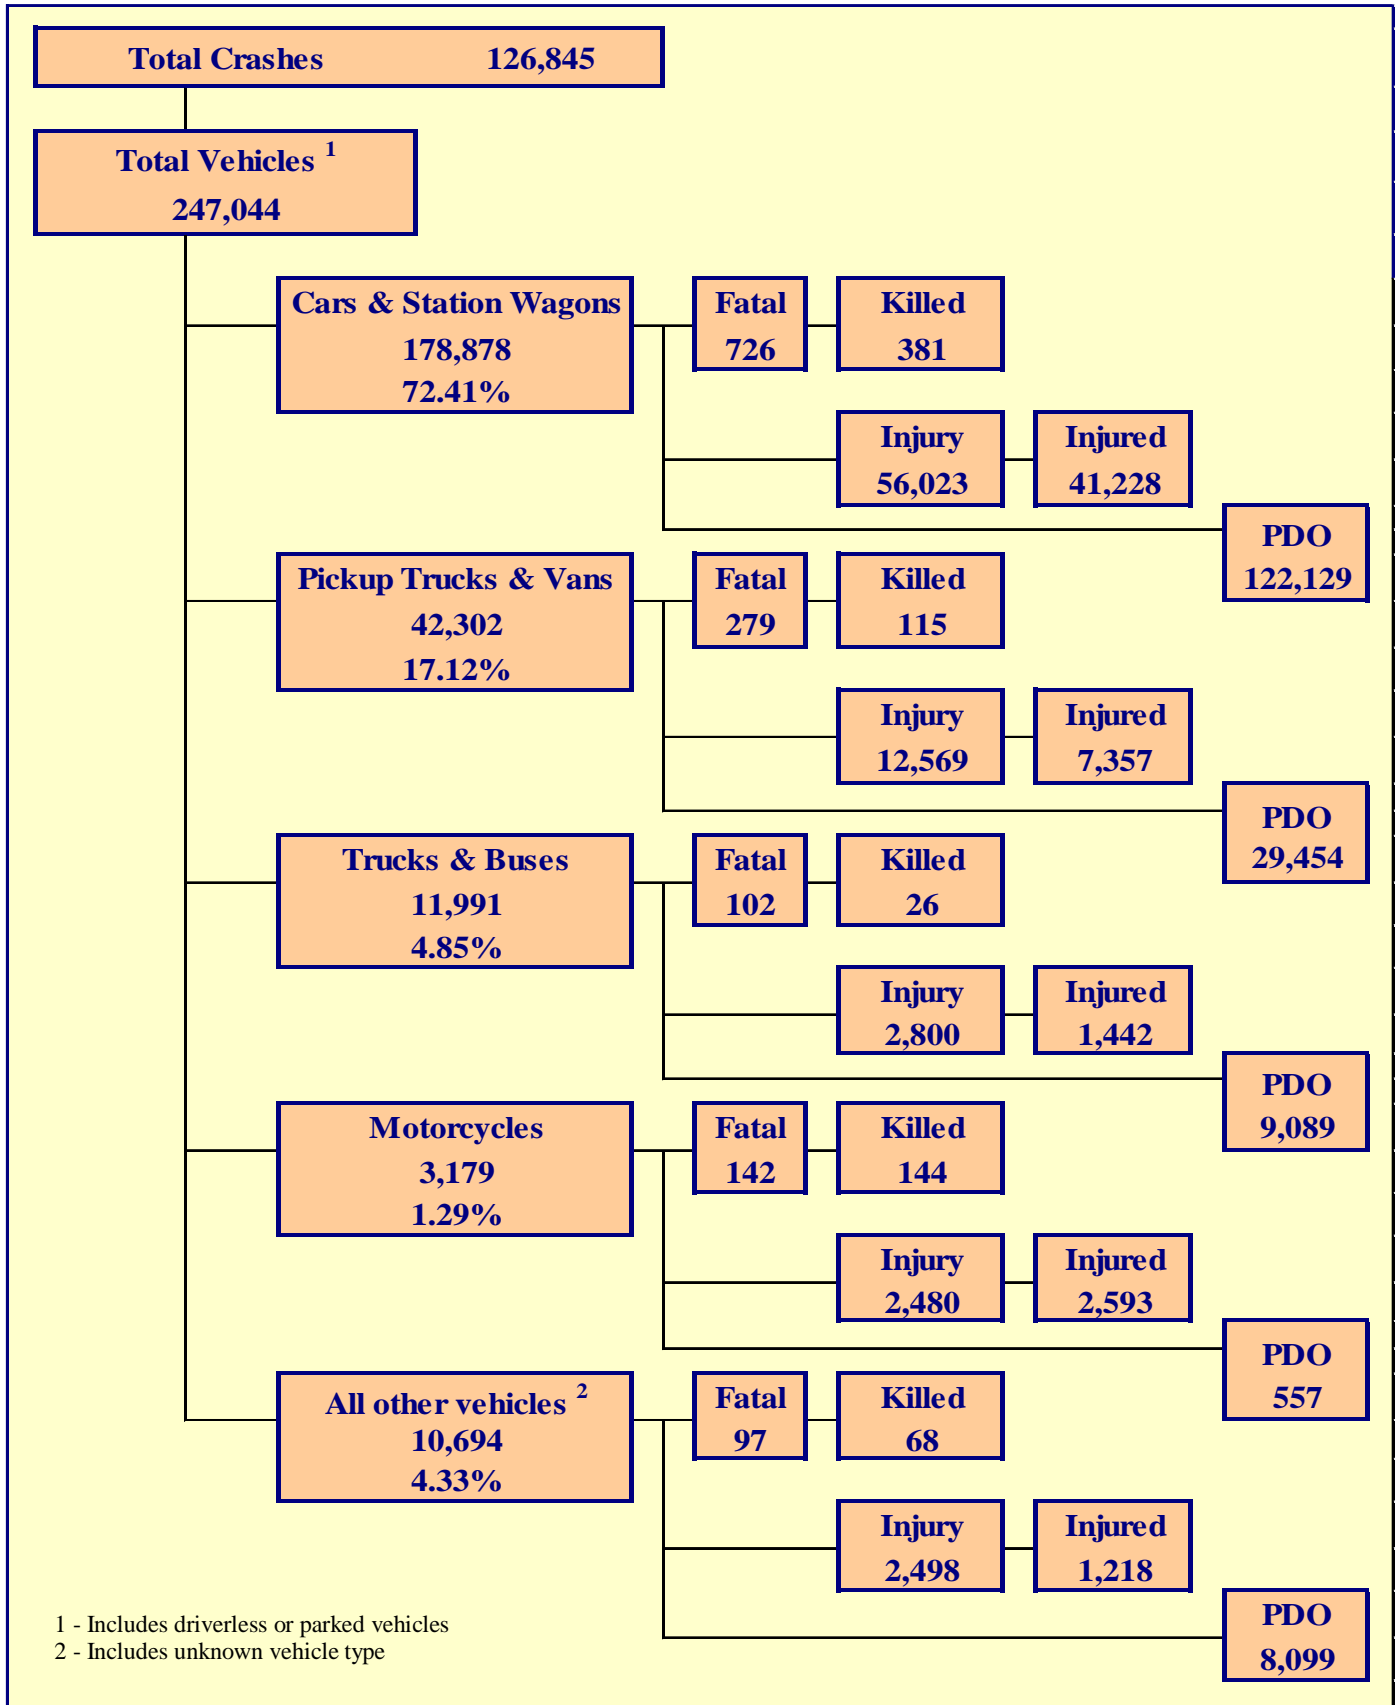 Total Crashes 126,845
Total Vehicles 1
247,044
Cars & Station Wagons
178,878
72.41%
Fatal
726
Killed
381
Injury
56,023
Injured
41,228
PDO
122,129
Pickup Trucks & Vans
42,302
17.12%
Fatal
279
Killed
115
Injury
12,569
Injured
7,357
PDO
29,454
Trucks & Buses
11,991
4.85%
Fatal
102
Killed
26
Injury
2,800
Injured
1,442
PDO
9,089
Motorcycles
3,179
1.29%
Fatal
142
Killed
144
Injury
2,480
Injured
2,593
PDO
557
All other vehicles 2
10,694
4.33%
Fatal
97
Killed
68
Injury
2,498
Injured
1,218
PDO
8,099
1 - Includes driverless or parked vehicles
2 - Includes unknown vehicle type